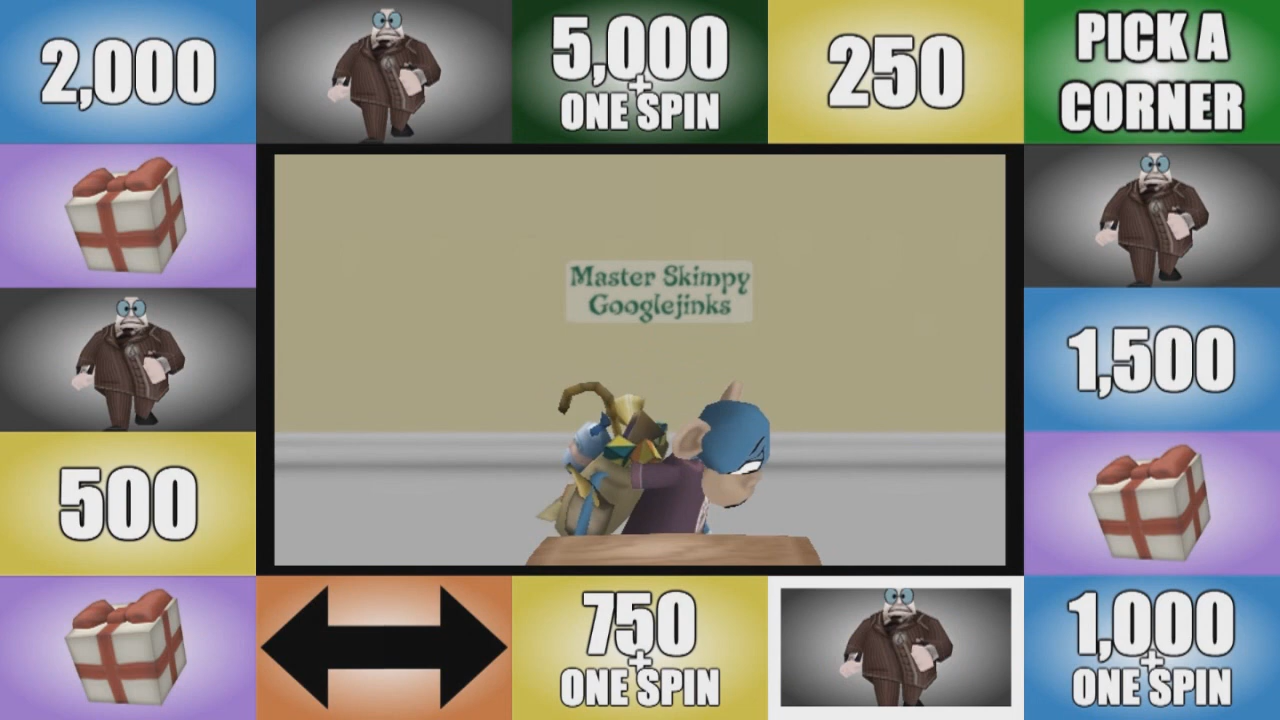 2,000
5,000
+
ONE SPIN
250
PICK A
CORNER
Master Skimpy
Googlejinks
1,500
500
750
+
ONE SPIN
1,000
+
ONE SPIN